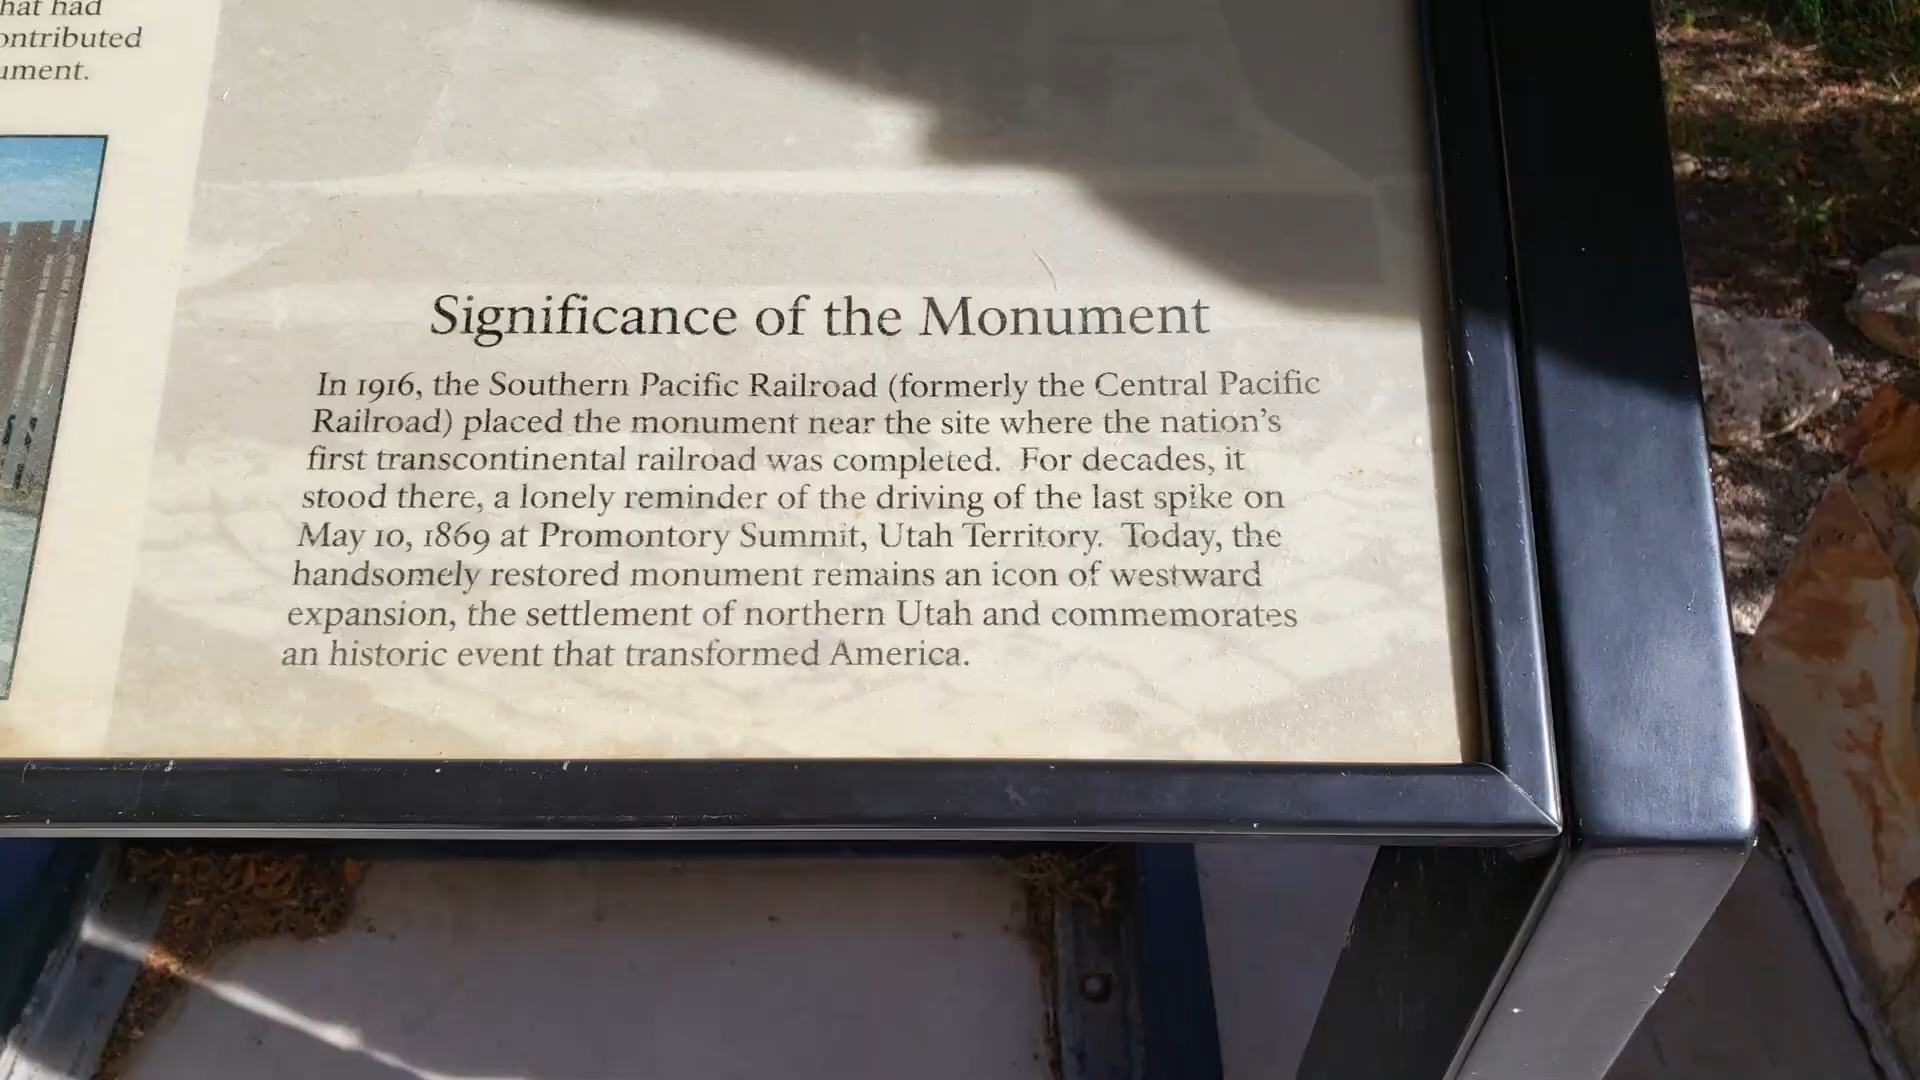 hat had
ontributed
ument.
Significance of the Monument
In 1916, the Southern Pacific Railroad (formerly the Central Pacific
Railroad) placed the monument near the site where the nation's
first transcontinental railroad was completed.  For decades, it
stood there, a lonely reminder of the driving of the last spike on
May 10, 1869 at Promontory Summit, Utah Territory.  Today, the
handsomely restored monument remains an icon of westward
expansion, the settlement of northern Utah and commemorates
an historic event that transformed America.